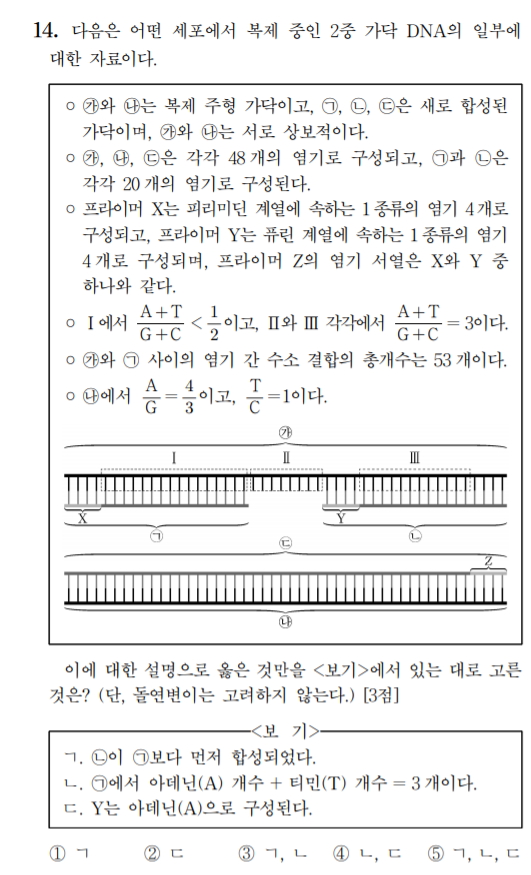 14. 다음은 어떤 세포에서 복제 중인 2중 가닥 DNA의 일부에
대한 자료이다.
○ ㉮와 ㉯는 복제 주형 가닥이고, ㉠, ㉡, ㉢은 새로 합성된
가닥이며, ㉮와 ㉯는 서로 상보적이다.
○ ㉮, ㉯, ㉢은 각각 48개의 염기로 구성되고, ㉠과 ㉡은
각각 20개의 염기로 구성된다.
○ 프라이머 X는 피리미딘 계열에 속하는 1종류의 염기 4개로
구성되고, 프라이머 Y는 퓨린 계열에 속하는 1종류의 염기
4개로 구성되며, 프라이머 Z의 염기 서열은 X와 Y 중
하나와 같다.
○ Ⅰ에서 (A+T)/(G+C) < 1/2이고, Ⅱ와 Ⅲ 각각에서 (A+T)/(G+C) = 3이다.
○ ㉮와 ㉠ 사이의 염기 간 수소 결합의 총개수는 53개이다.
○ ㉯에서 A/G = 4/3이고, T/C = 1이다.
㉮
Ⅰ Ⅱ Ⅲ
X Y
㉠ ㉡
㉢
Z
㉯
이에 대한 설명으로 옳은 것만을 <보기>에서 있는 대로 고른
것은? (단, 돌연변이는 고려하지 않는다.) [3점]
<보 기>
ㄱ. ㉡이 ㉠보다 먼저 합성되었다.
ㄴ. ㉠에서 아데닌(A) 개수 + 티민(T) 개수 = 3개이다.
ㄷ. Y는 아데닌(A)으로 구성된다.
① ㄱ ② ㄷ ③ ㄱ, ㄴ ④ ㄴ, ㄷ ⑤ ㄱ, ㄴ, ㄷ